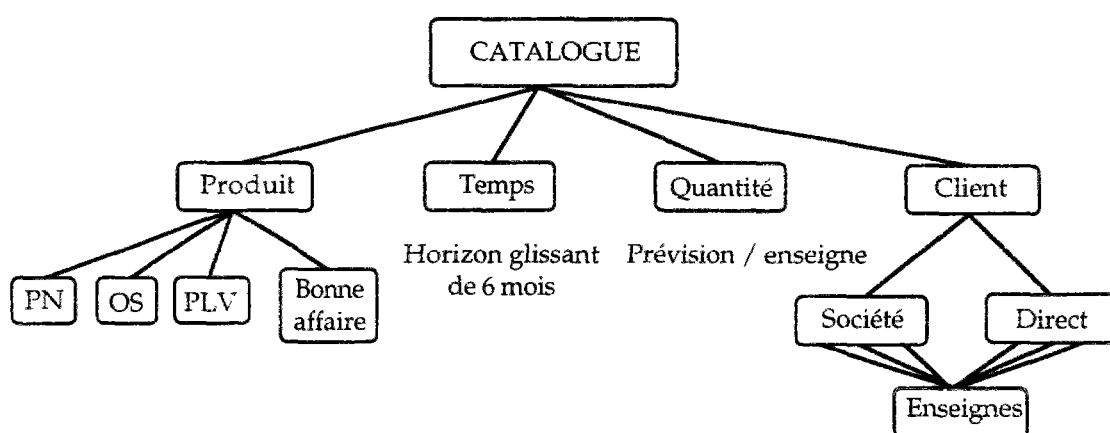 CATALOGUE
Produit
Temps
Quantité
Client
Horizon glissant
de 6 mois
Prévision / enseigne
PN
OS
PLV
Bonne
affaire
Société
Direct
Enseignes